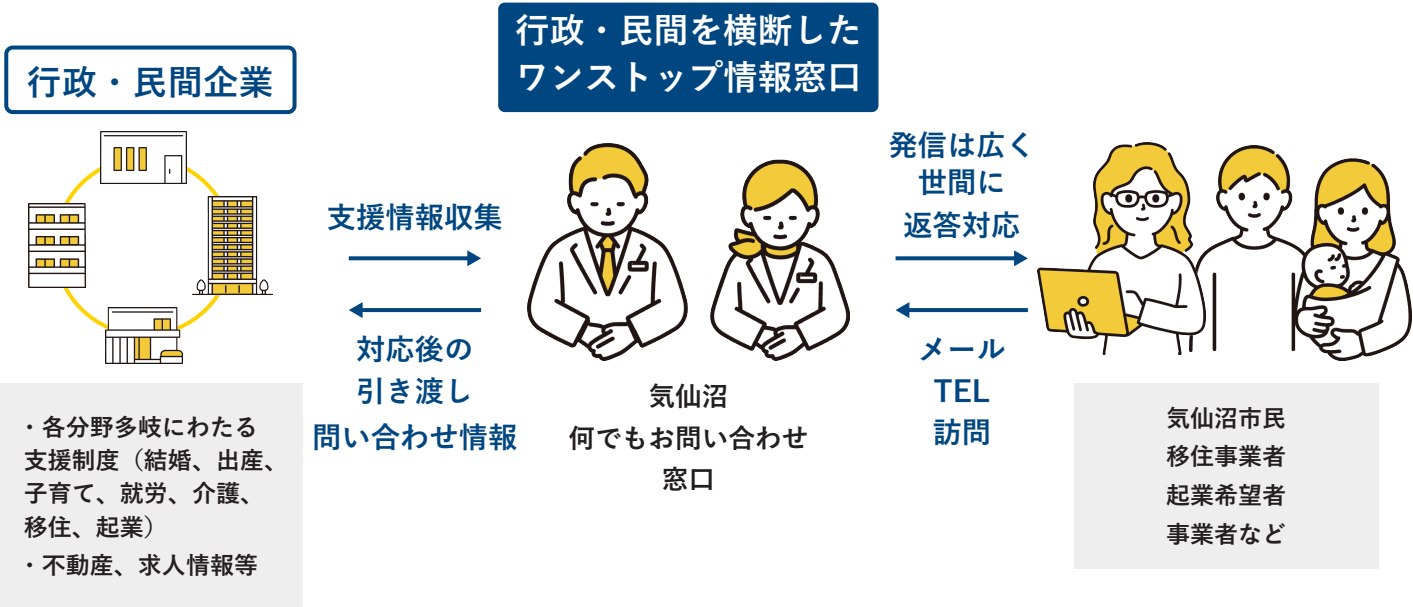 行政・民間企業
・各分野多岐にわたる
支援制度（結婚、出産、
子育て、就労、介護、
移住、起業）
・不動産、求人情報等
支援情報収集
対応後の
引き渡し
問い合わせ情報
行政・民間を横断した
ワンストップ情報窓口
気仙沼
何でもお問い合わせ
窓口
発信は広く
世間に
返答対応
メール
TEL
訪問
気仙沼市民
移住事業者
起業希望者
事業者など